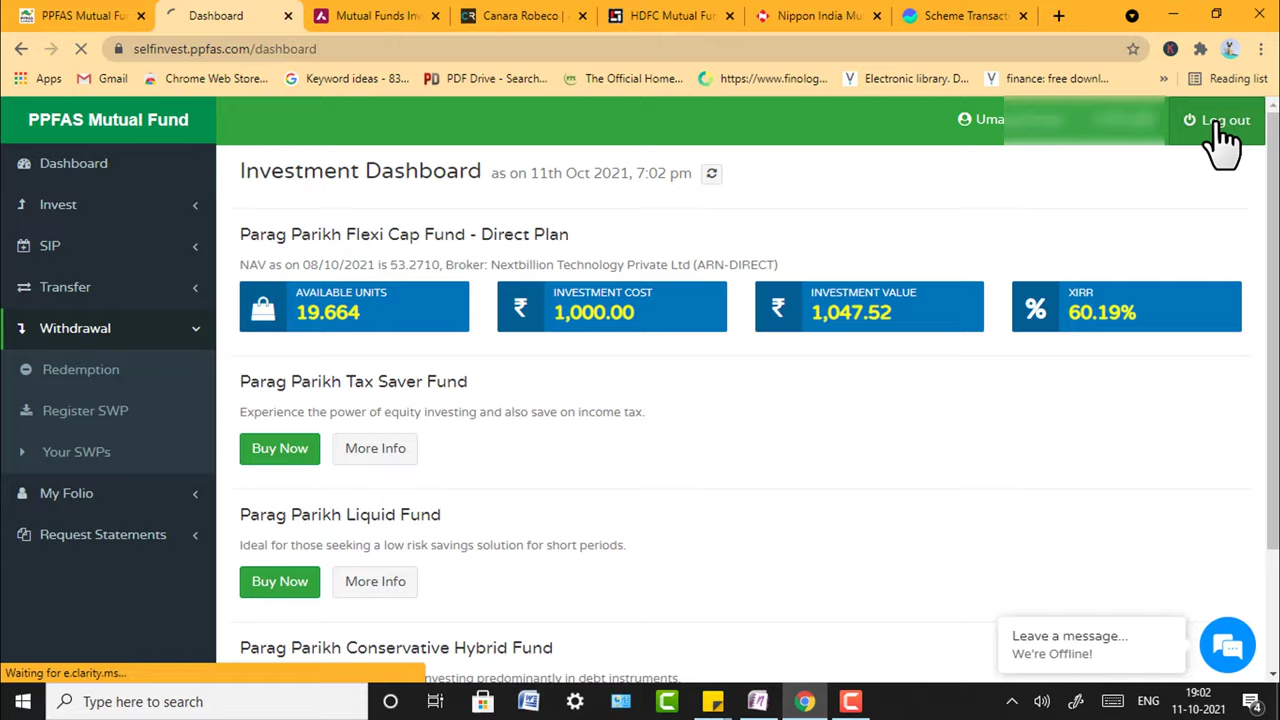 PPFAS Mutual Fun
Dashboard
Mutual Funds Inv
Canara Robeco |
HDFC Mutual Fun
Nippon India Mu
Scheme Transact
selfinvest.ppfas.com/dashboard
Apps
Gmail
Chrome Web Store...
Keyword ideas - 83...
PDF Drive - Search...
The Official Home...
https://www.finolog...
Electronic library. D...
finance: free downl...
»
Reading list
PPFAS Mutual Fund
Uma
Log out
Dashboard
Invest
SIP
Transfer
Withdrawal
Redemption
Register SWP
Your SWPs
My Folio
Request Statements
Investment Dashboard as on 11th Oct 2021, 7:02 pm
Parag Parikh Flexi Cap Fund - Direct Plan
NAV as on 08/10/2021 is 53.2710, Broker: Nextbillion Technology Private Ltd (ARN-DIRECT)
AVAILABLE UNITS
19.664
₹ INVESTMENT COST
1,000.00
₹ INVESTMENT VALUE
1,047.52
% XIRR
60.19%
Parag Parikh Tax Saver Fund
Experience the power of equity investing and also save on income tax.
Buy Now
More Info
Parag Parikh Liquid Fund
Ideal for those seeking a low risk savings solution for short periods.
Buy Now
More Info
Parag Parikh Conservative Hybrid Fund
nvesting predominantly in debt instruments.
Leave a message...
We're Offline!
Waiting for e.clarity.ms...
Type here to search
ENG
19:02
11-10-2021
4